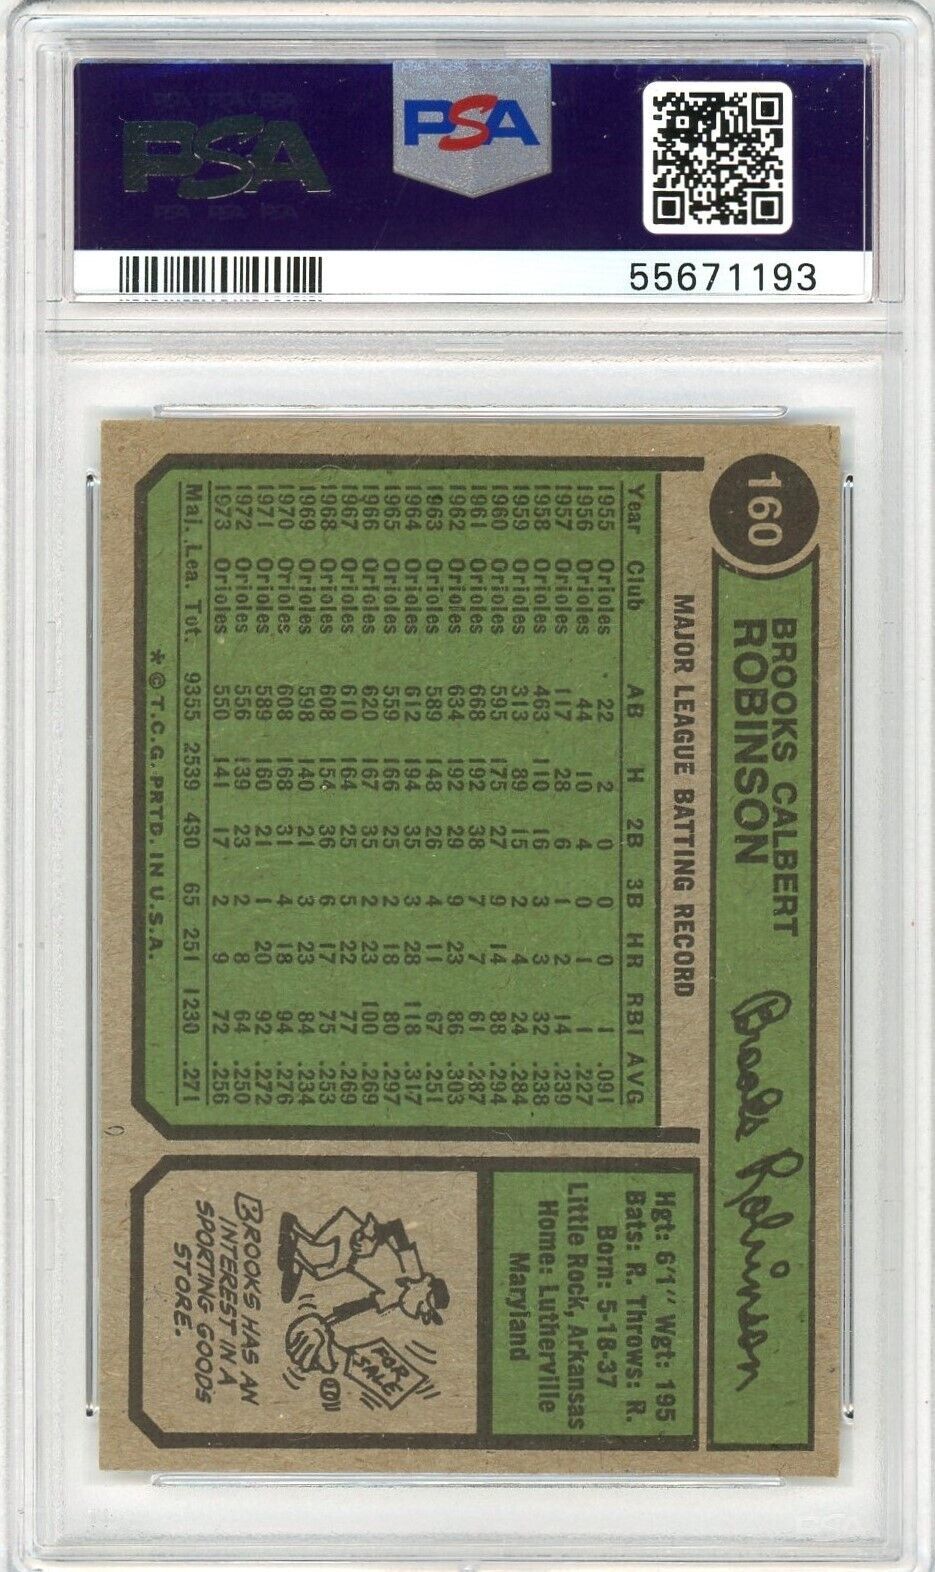 PSA
PSA
55671193
160
BROOKS CALBERT
ROBINSON
Brooks Robinson
MAJOR LEAGUE BATTING RECORD
Year Club AB H 2B 3B HR RBI AVG
1955 Orioles 22 2 0 0 0 1 .091
1956 Orioles 44 10 4 0 1 1 .227
1957 Orioles 117 28 6 1 2 14 .239
1958 Orioles 463 110 16 3 3 32 .238
1959 Orioles 313 89 15 2 4 24 .284
1960 Orioles 595 175 27 9 14 88 .294
1961 Orioles 668 192 38 7 7 61 .287
1962 Orioles 634 192 29 9 23 86 .303
1963 Orioles 589 148 26 4 11 67 .251
1964 Orioles 612 194 35 3 28 118 .317
1965 Orioles 559 166 25 2 18 80 .297
1966 Orioles 620 167 35 2 23 100 .269
1967 Orioles 610 164 25 5 22 77 .269
1968 Orioles 608 154 36 6 17 75 .253
1969 Orioles 598 140 21 3 23 84 .234
1970 Orioles 608 168 31 4 18 94 .276
1971 Orioles 589 160 21 1 20 92 .272
1972 Orioles 556 139 23 2 8 64 .250
1973 Orioles 550 141 17 2 9 72 .256
Maj. Lea. Tot. 9355 2539 430 65 251 1230 .271
* © T.C.G. PRTD. IN U.S.A.
Hgt: 6'1" Wgt: 195
Bats: R. Throws: R.
Born: 5-18-37
Little Rock, Arkansas
Home: Lutherville
Maryland
FOR
SALE
BROOKS HAS AN
INTEREST IN A
SPORTING GOODS
STORE.